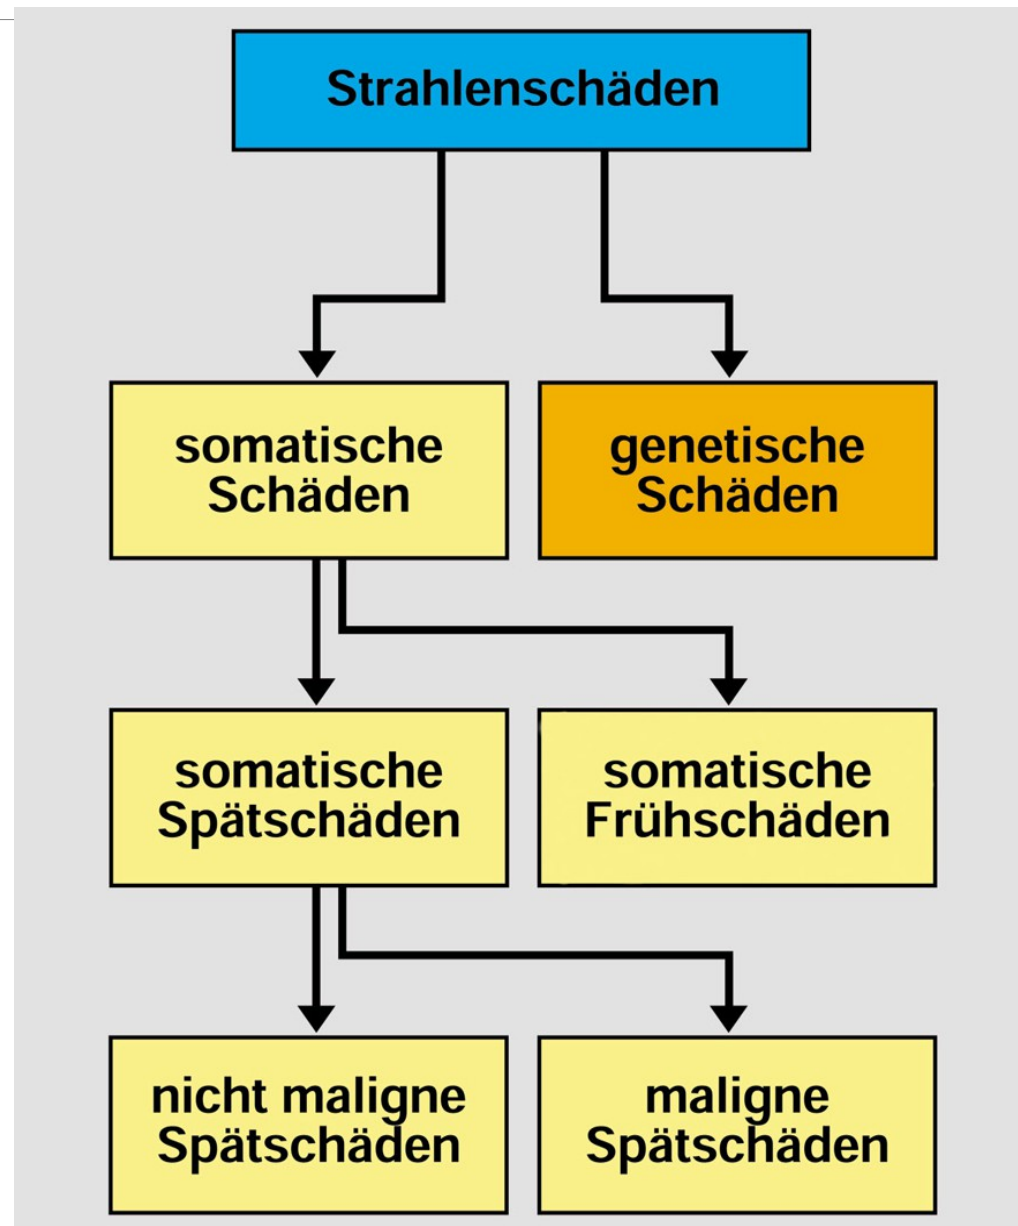 Strahlenschäden
somatische
Schäden
genetische
Schäden
somatische
Spätschäden
somatische
Frühschäden
nicht maligne
Spätschäden
maligne
Spätschäden